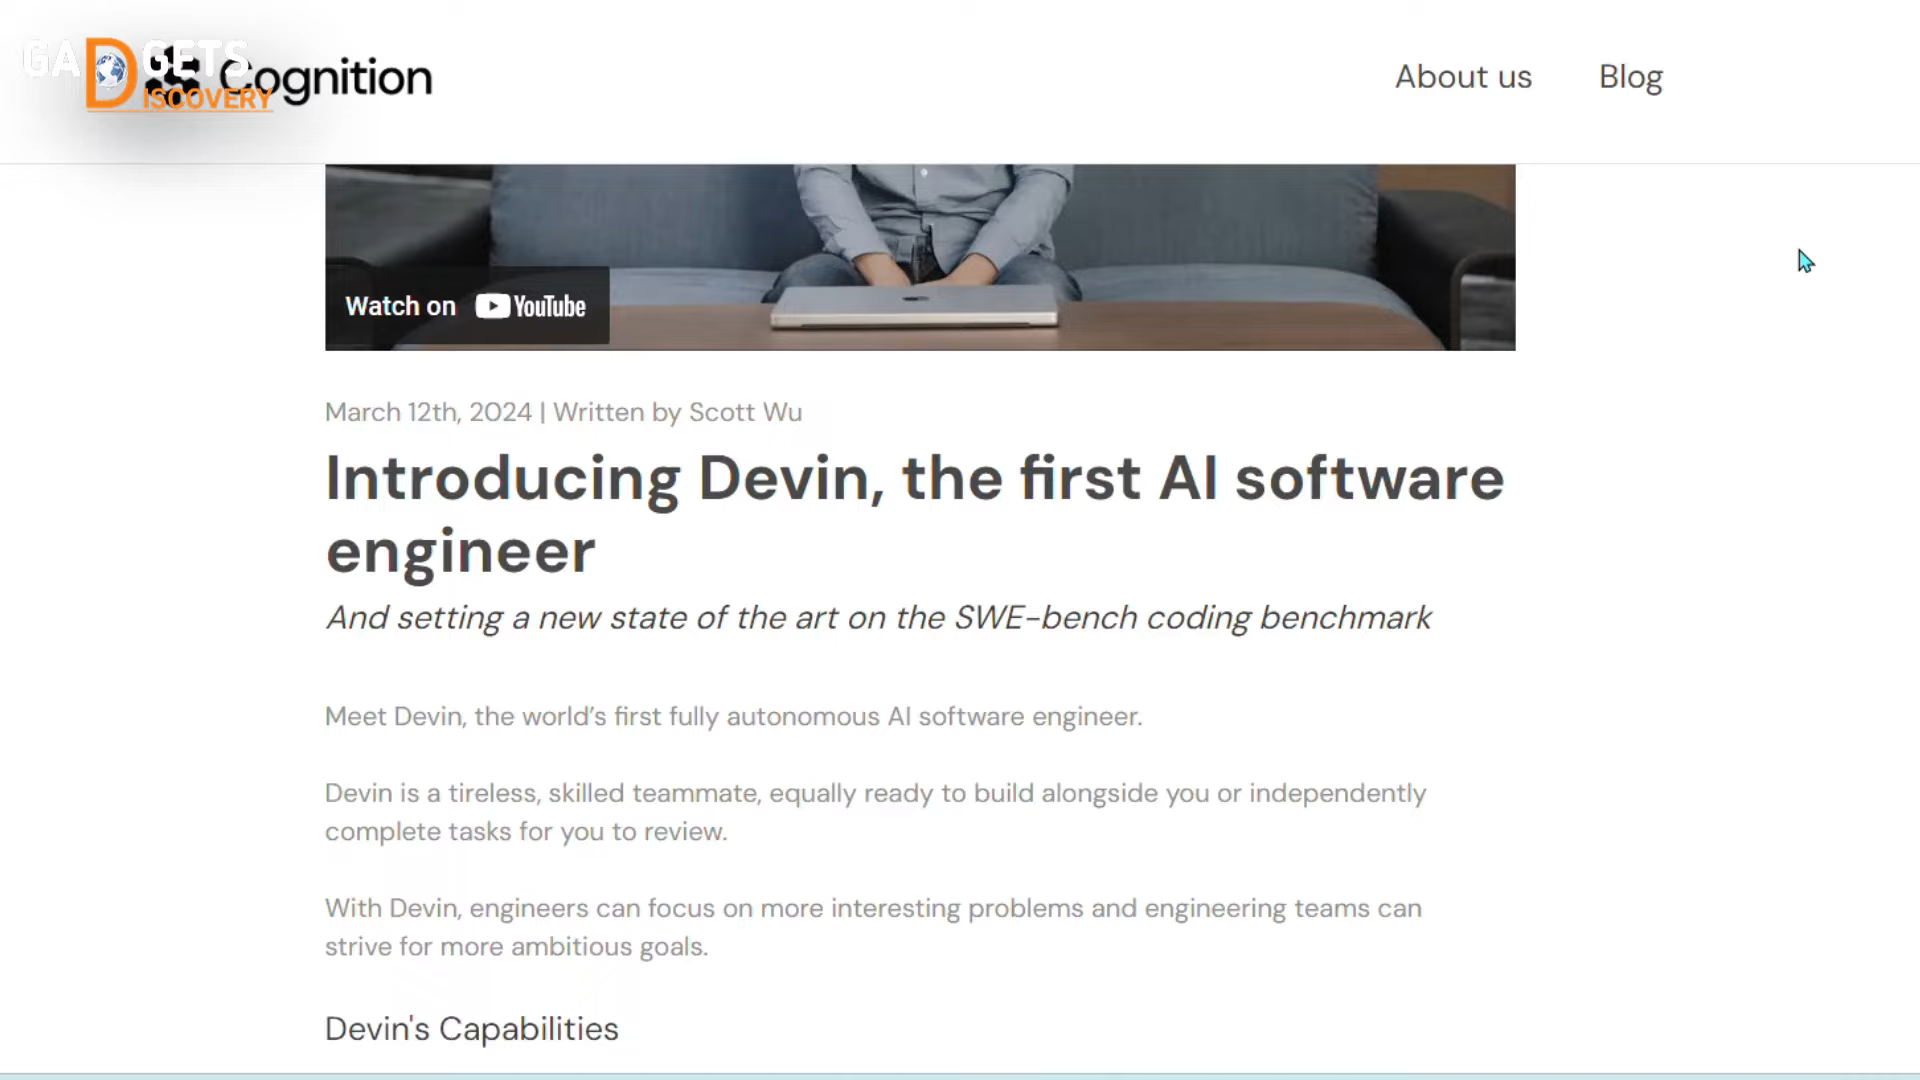 GADGETS
DISCOVERY
Cognition
About us
Blog
Watch on YouTube
March 12th, 2024 | Written by Scott Wu
Introducing Devin, the first AI software
engineer
And setting a new state of the art on the SWE-bench coding benchmark
Meet Devin, the world’s first fully autonomous AI software engineer.
Devin is a tireless, skilled teammate, equally ready to build alongside you or independently
complete tasks for you to review.
With Devin, engineers can focus on more interesting problems and engineering teams can
strive for more ambitious goals.
Devin's Capabilities